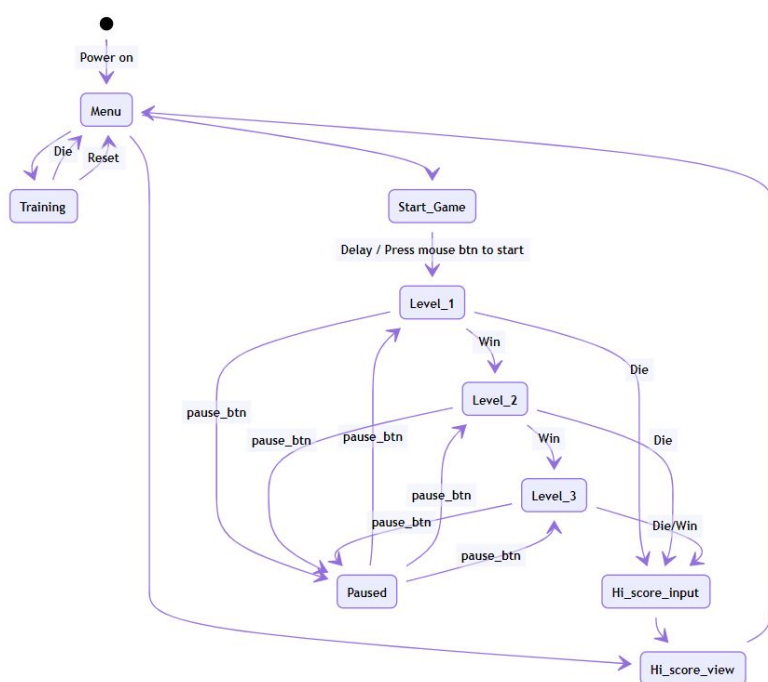 Power on
Menu
Die
Reset
Training
Start_Game
Delay / Press mouse btn to start
Level_1
Win
Die
Level_2
pause_btn
pause_btn
pause_btn
Win
Die
Level_3
pause_btn
pause_btn
Die/Win
pause_btn
Paused
Hi_score_input
Hi_score_view